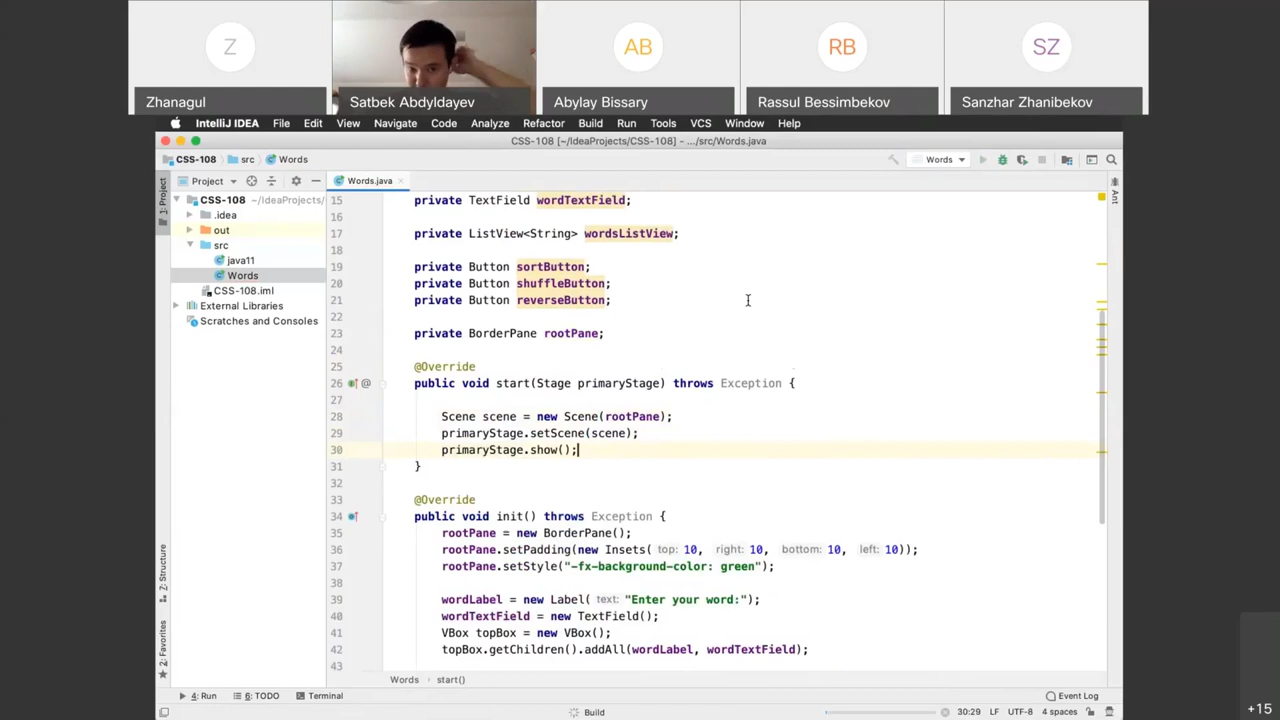 Z
AB
RB
SZ
Zhanagul
Satbek Abdyldayev
Abylay Bissary
Rassul Bessimbekov
Sanzhar Zhanibekov
IntelliJ IDEA File Edit View Navigate Code Analyze Refactor Build Run Tools VCS Window Help
CSS-108 [~/IdeaProjects/CSS-108] - .../src/Words.java
CSS-108 src Words
Words
1: Project
Project
Words.java
Ant
CSS-108 ~/IdeaProjects/
.idea
out
src
java11
Words
CSS-108.iml
External Libraries
Scratches and Consoles
15 private TextField wordTextField;
16
17 private ListView<String> wordsListView;
18
19 private Button sortButton;
20 private Button shuffleButton;
21 private Button reverseButton;
22
23 private BorderPane rootPane;
24
25 @Override
26 @ public void start(Stage primaryStage) throws Exception {
27
28 Scene scene = new Scene(rootPane);
29 primaryStage.setScene(scene);
30 primaryStage.show();
31 }
32
33 @Override
34 public void init() throws Exception {
35 rootPane = new BorderPane();
36 rootPane.setPadding(new Insets( top: 10, right: 10, bottom: 10, left: 10));
37 rootPane.setStyle("-fx-background-color: green");
38
39 wordLabel = new Label( text: "Enter your word:");
40 wordTextField = new TextField();
41 VBox topBox = new VBox();
42 topBox.getChildren().addAll(wordLabel, wordTextField);
43
Z: Structure
2: Favorites
Words start()
4: Run 6: TODO Terminal Event Log
Build 30:29 LF UTF-8 4 spaces
+15